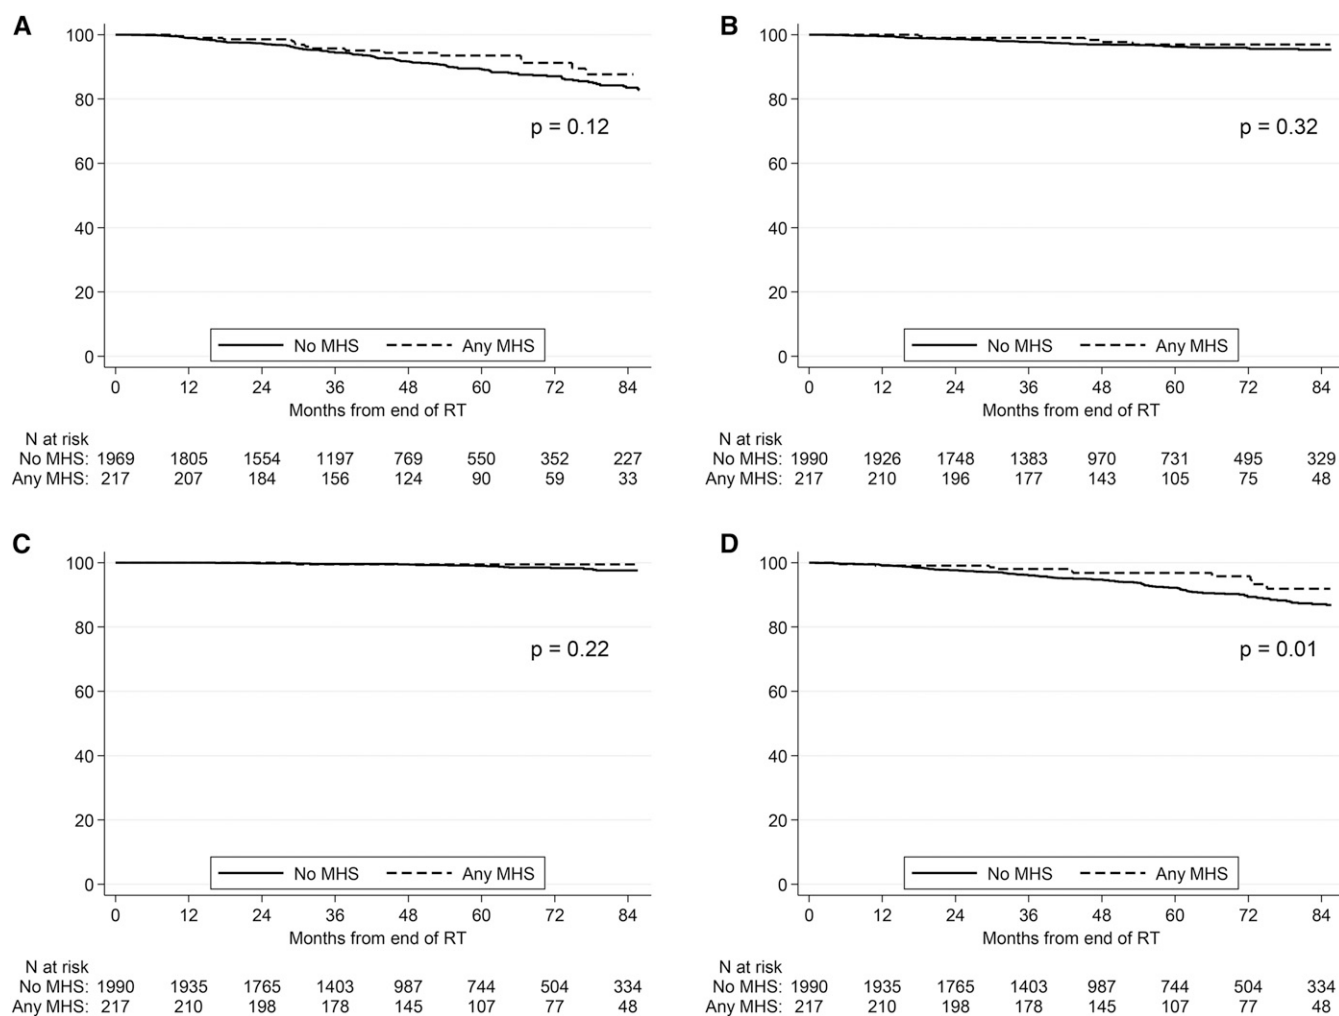 A
100
80
60
40
20
0
p = 0.12
No MHS Any MHS
0 12 24 36 48 60 72 84
Months from end of RT
N at risk
No MHS: 1969 1805 1554 1197 769 550 352 227
Any MHS: 217 207 184 156 124 90 59 33
B
100
80
60
40
20
0
p = 0.32
No MHS Any MHS
0 12 24 36 48 60 72 84
Months from end of RT
N at risk
No MHS: 1990 1926 1748 1383 970 731 495 329
Any MHS: 217 210 196 177 143 105 75 48
C
100
80
60
40
20
0
p = 0.22
No MHS Any MHS
0 12 24 36 48 60 72 84
Months from end of RT
N at risk
No MHS: 1990 1935 1765 1403 987 744 504 334
Any MHS: 217 210 198 178 145 107 77 48
D
100
80
60
40
20
0
p = 0.01
No MHS Any MHS
0 12 24 36 48 60 72 84
Months from end of RT
N at risk
No MHS: 1990 1935 1765 1403 987 744 504 334
Any MHS: 217 210 198 178 145 107 77 48